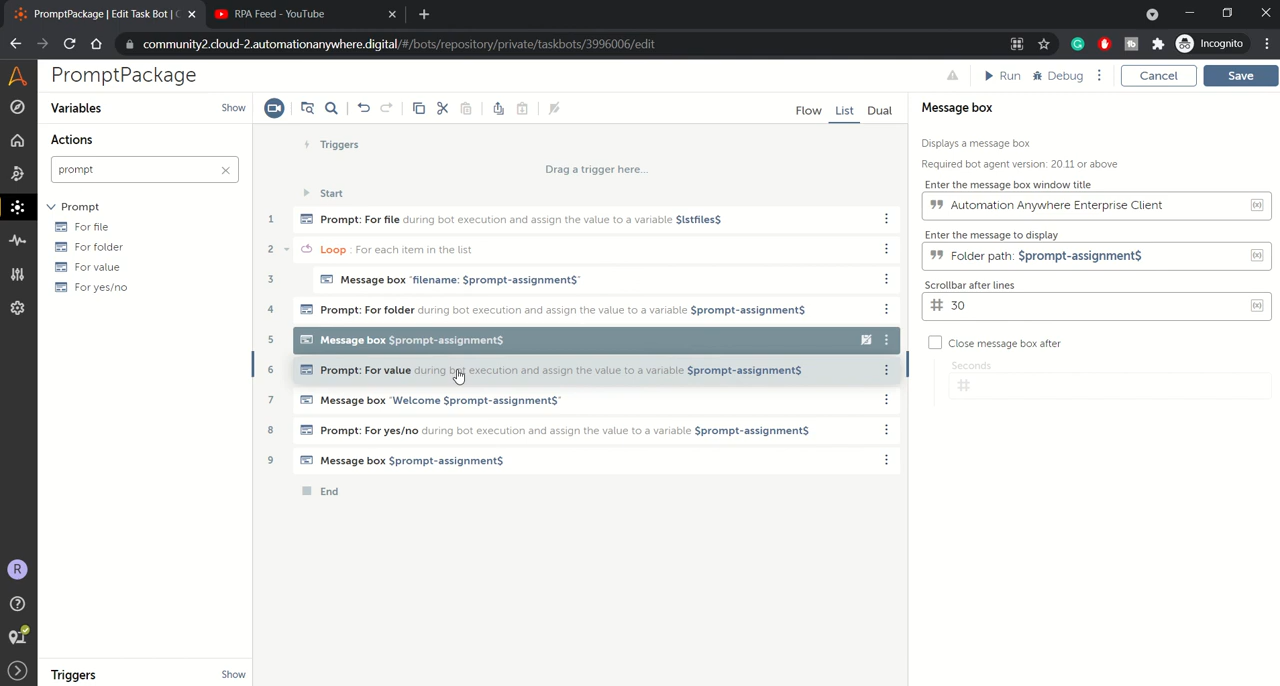 PromptPackage | Edit Task Bot |
RPA Feed - YouTube
community2.cloud-2.automationanywhere.digital/#/bots/repository/private/taskbots/3996006/edit
Incognito
PromptPackage
Run
Debug
Cancel
Save
Variables
Show
Actions
prompt
Prompt
For file
For folder
For value
For yes/no
Triggers
Show
R
Flow
List
Dual
Triggers
Drag a trigger here...
Start
1 Prompt: For file during bot execution and assign the value to a variable $lstfiles$
2 Loop : For each item in the list
3 Message box "filename: $prompt-assignment$"
4 Prompt: For folder during bot execution and assign the value to a variable $prompt-assignment$
5 Message box $prompt-assignment$
6 Prompt: For value during bot execution and assign the value to a variable $prompt-assignment$
7 Message box "Welcome $prompt-assignment$"
8 Prompt: For yes/no during bot execution and assign the value to a variable $prompt-assignment$
9 Message box $prompt-assignment$
End
Message box
Displays a message box
Required bot agent version: 20.11 or above
Enter the message box window title
Automation Anywhere Enterprise Client
Enter the message to display
Folder path: $prompt-assignment$
Scrollbar after lines
30
Close message box after
Seconds